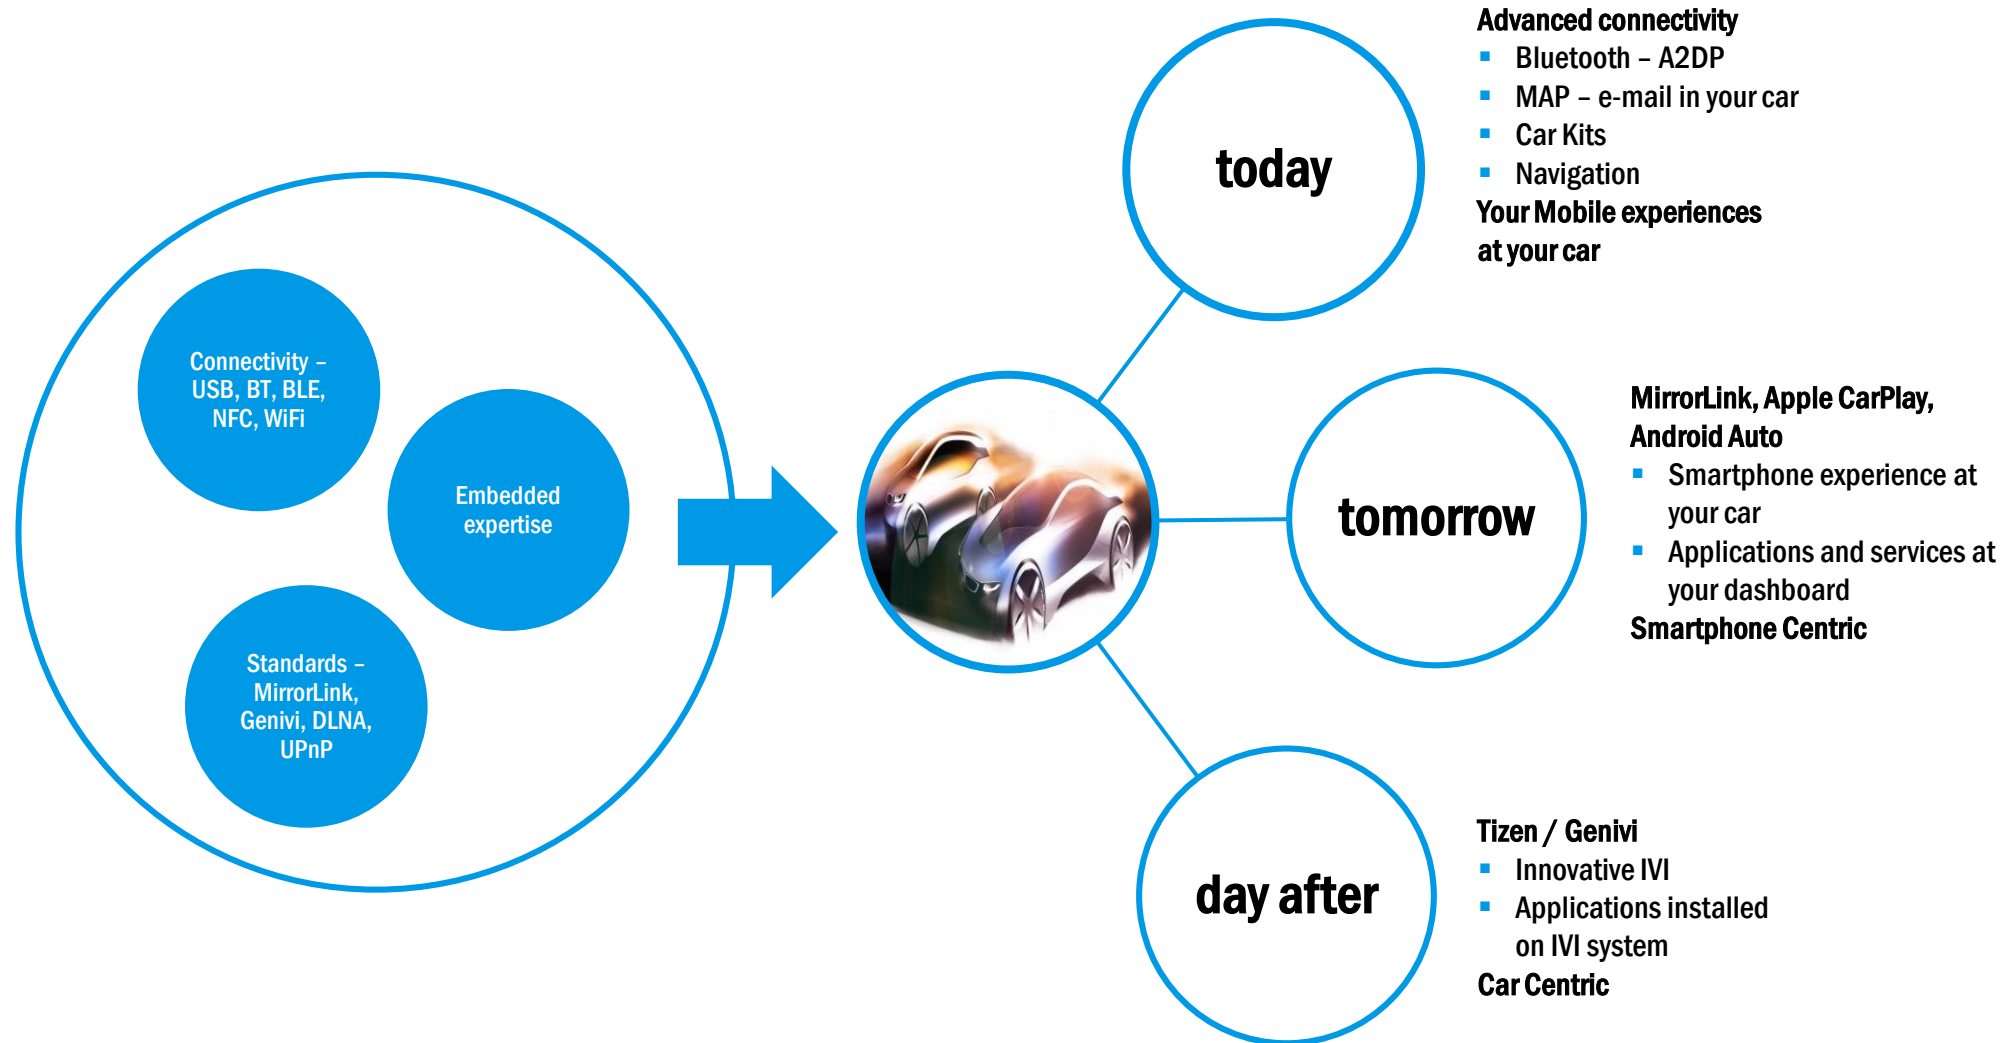 Connectivity –
USB, BT, BLE,
NFC, WiFi
Embedded
expertise
Standards –
MirrorLink,
Genivi, DLNA,
UPnP
today
Advanced connectivity
▪ Bluetooth – A2DP
▪ MAP – e-mail in your car
▪ Car Kits
▪ Navigation
Your Mobile experiences
at your car
tomorrow
MirrorLink, Apple CarPlay,
Android Auto
▪ Smartphone experience at
your car
▪ Applications and services at
your dashboard
Smartphone Centric
day after
Tizen / Genivi
▪ Innovative IVI
▪ Applications installed
on IVI system
Car Centric